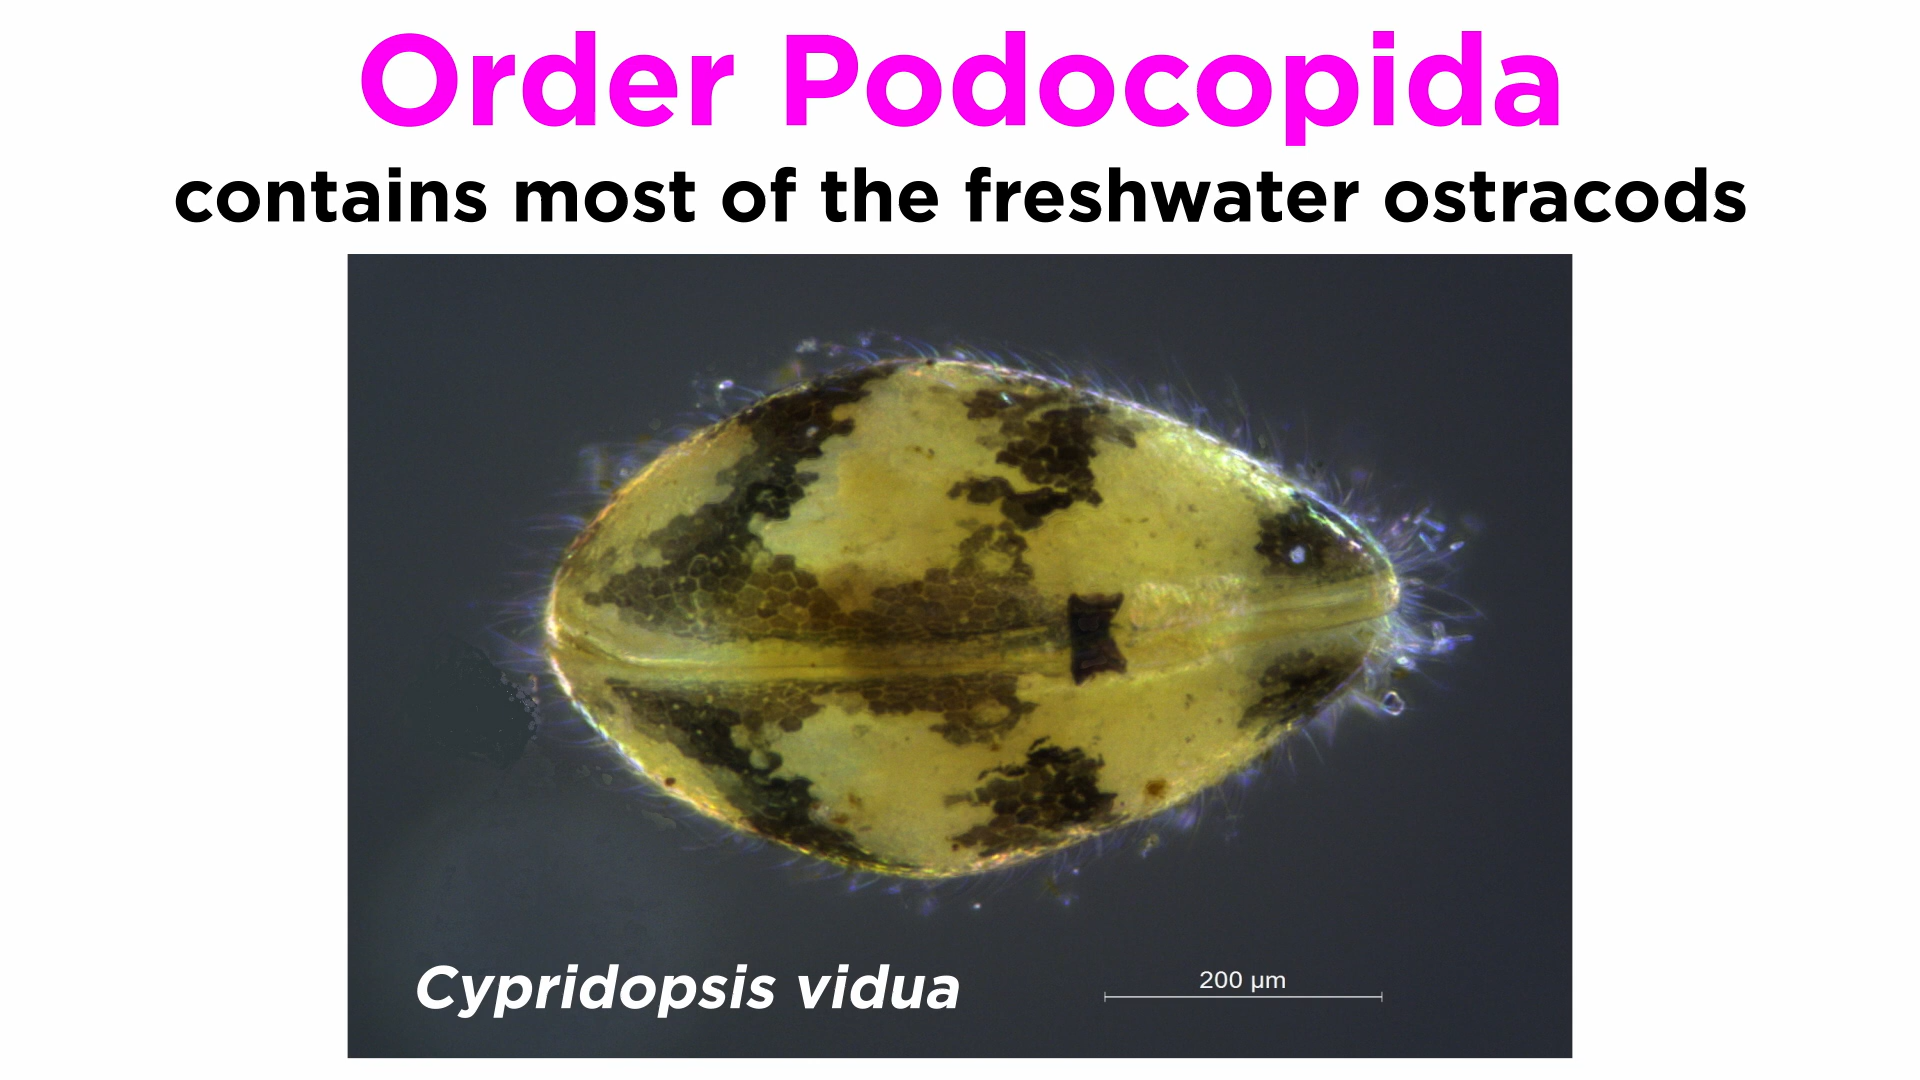 Order Podocopida
contains most of the freshwater ostracods
Cypridopsis vidua
200 µm